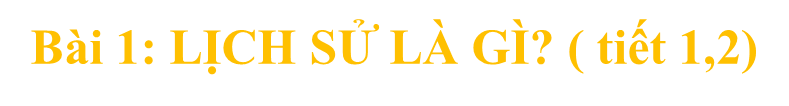 Bài 1: LỊCH SỬ LÀ GÌ? ( tiết 1,2)